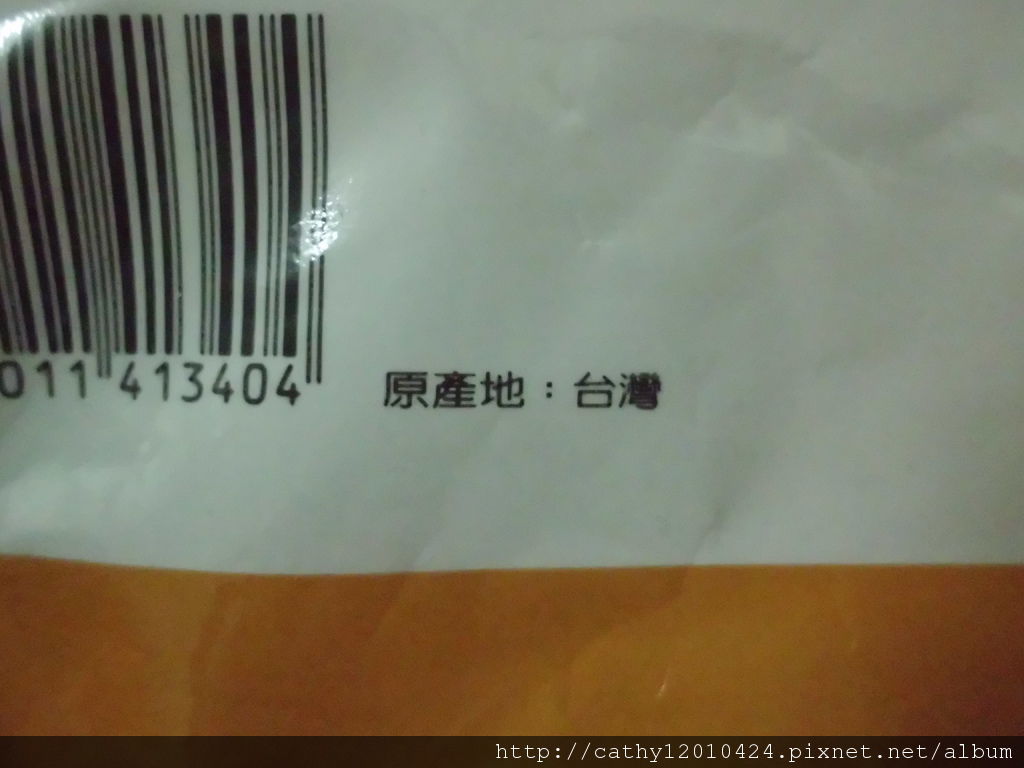 011 413404
原產地：台灣
http://cathy12010424.pixnet.net/album